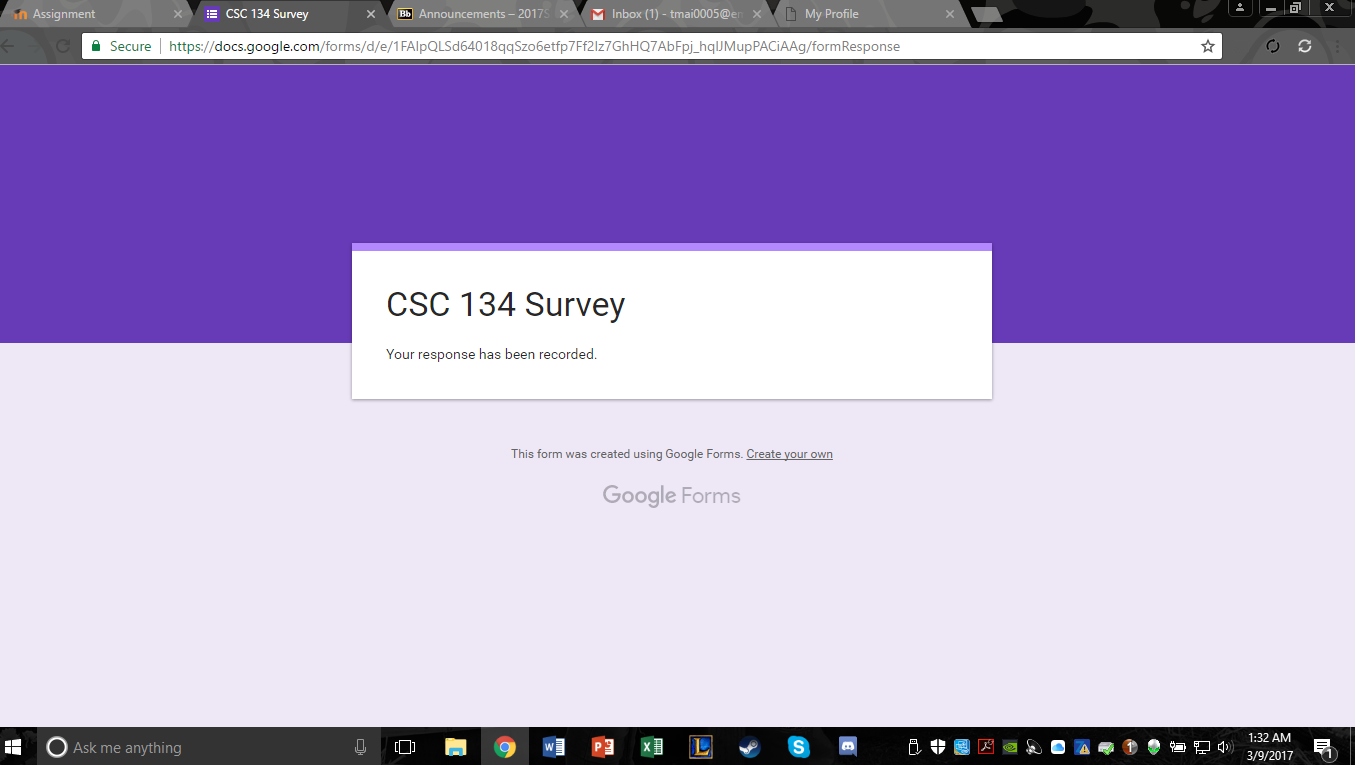 Assignment
CSC 134 Survey
Bb Announcements – 2017S
Inbox (1) - tmai0005@em
My Profile
Secure
https://docs.google.com/forms/d/e/1FAIpQLSd64018qqSzo6etfp7Ff2Iz7GhHQ7AbFpj_hqIJMupPACiAAg/formResponse
CSC 134 Survey
Your response has been recorded.
This form was created using Google Forms. Create your own
Google Forms
Ask me anything
1:32 AM
3/9/2017
1